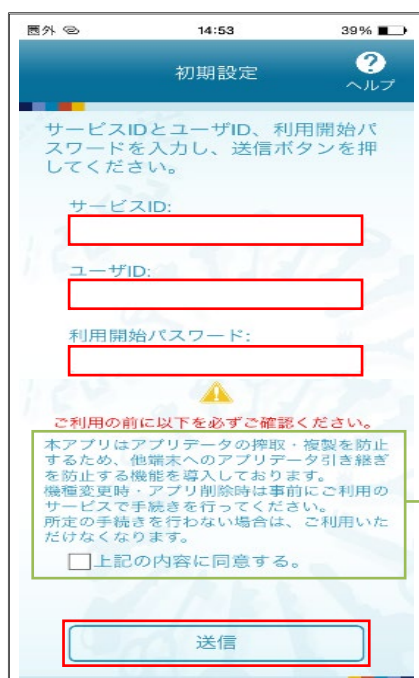 圏外 14:53 39%
初期設定
?
ヘルプ
サービスIDとユーザID、利用開始パ
スワードを入力し、送信ボタンを押
してください。
サービスID:
ユーザID:
利用開始パスワード:
ご利用の前に以下を必ずご確認ください。
本アプリはアプリデータの搾取・複製を防止
するため、他端末へのアプリデータ引き継ぎ
を防止する機能を導入しております。
機種変更時・アプリ削除時は事前にご利用の
サービスで手続きを行ってください。
所定の手続きを行わない場合は、ご利用いた
だけなくなります。
上記の内容に同意する。
送信